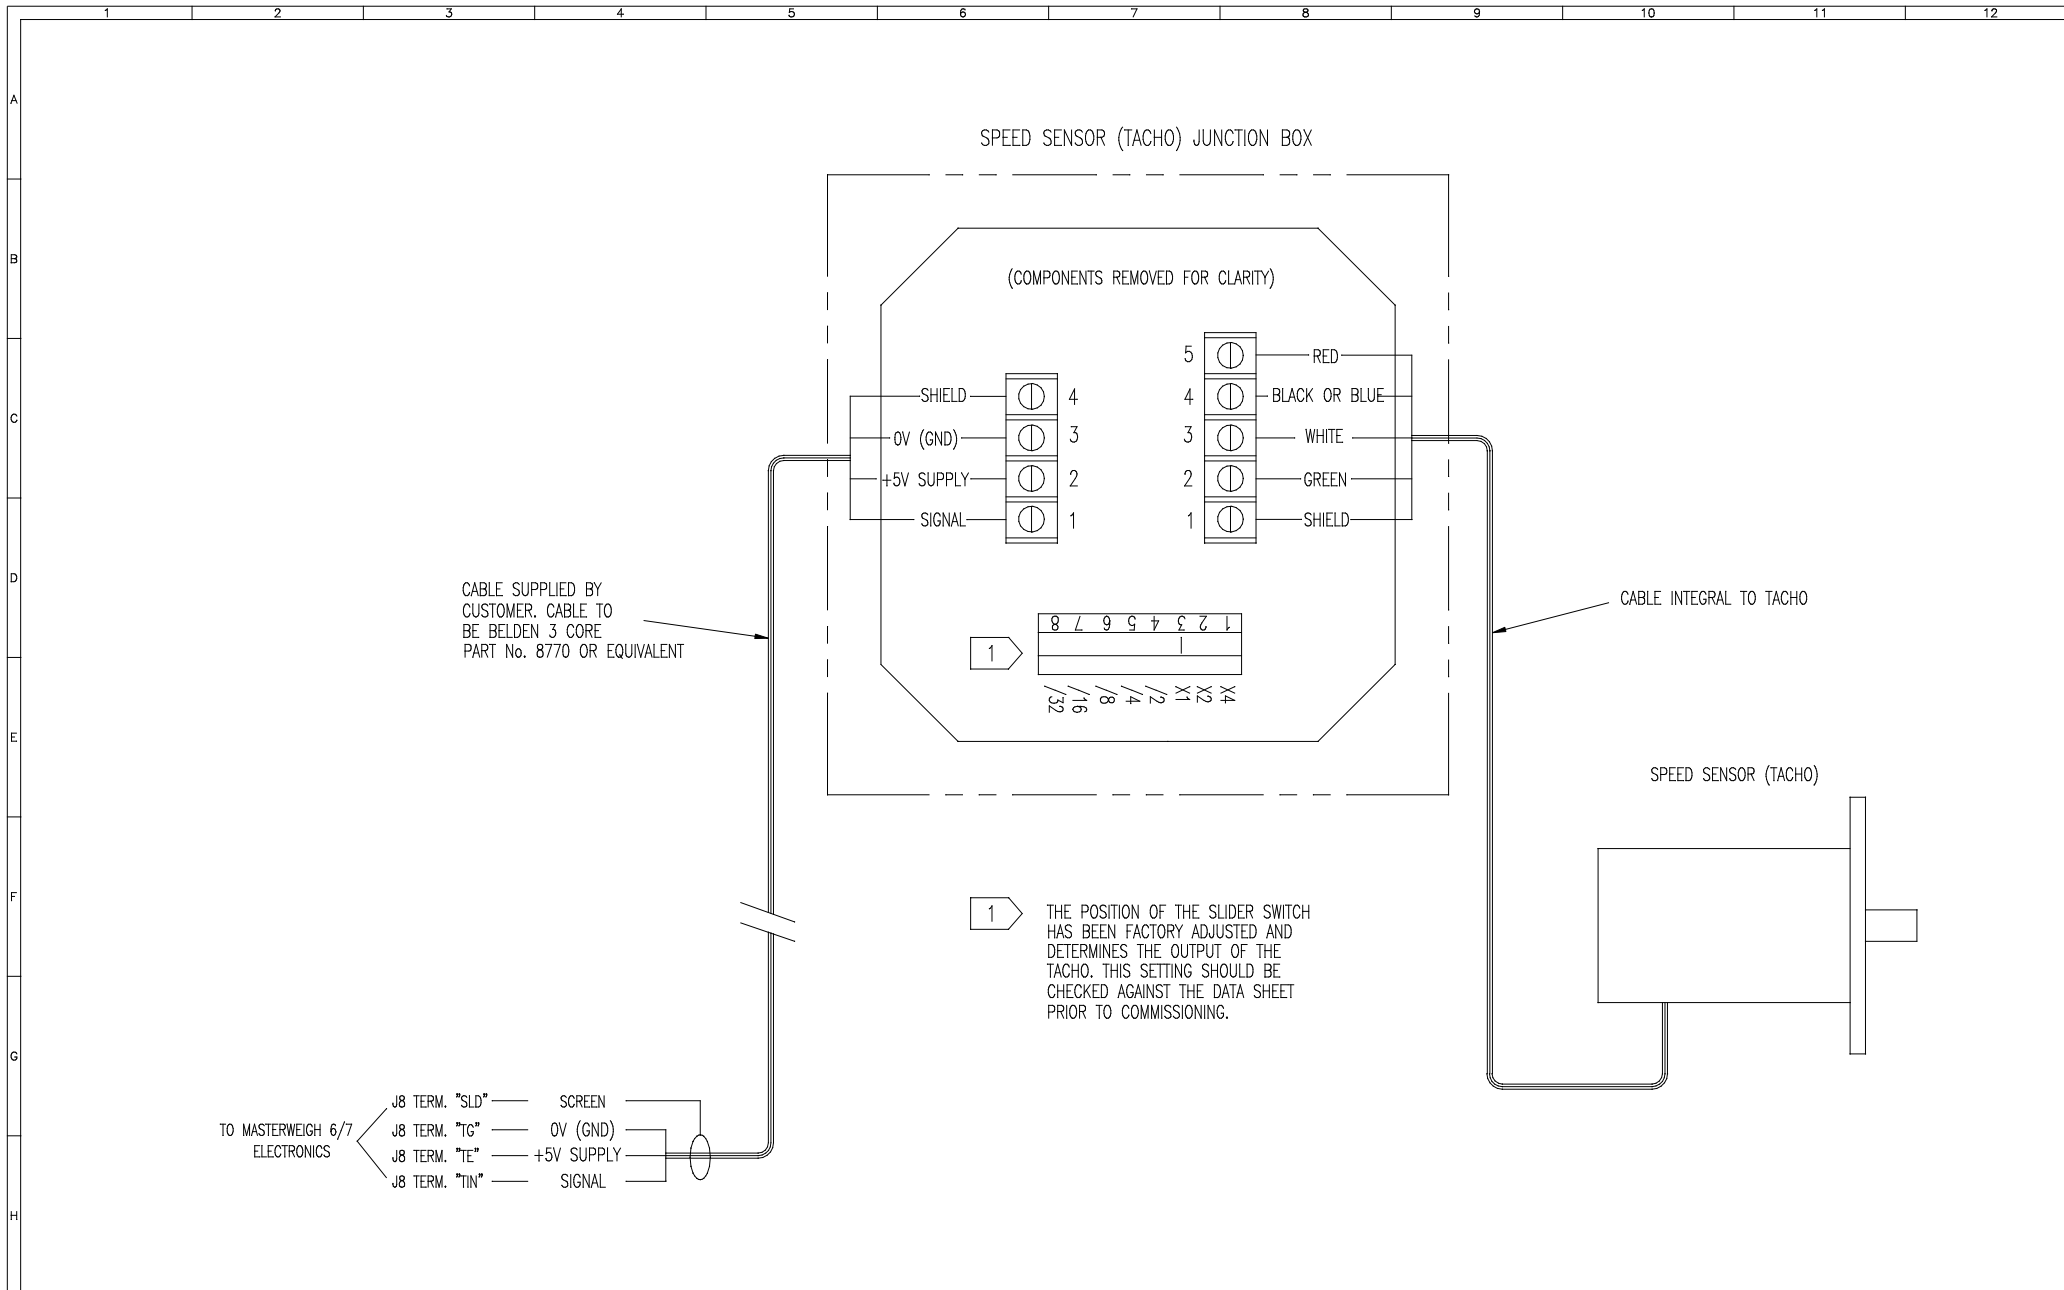 1 2 3 4 5 6 7 8 9 10 11 12
A
B
C
D
E
F
G
H
SPEED SENSOR (TACHO) JUNCTION BOX
(COMPONENTS REMOVED FOR CLARITY)
SHIELD 4
0V (GND) 3
+5V SUPPLY 2
SIGNAL 1
5 RED
4 BLACK OR BLUE
3 WHITE
2 GREEN
1 SHIELD
CABLE SUPPLIED BY
CUSTOMER. CABLE TO
BE BELDEN 3 CORE
PART No. 8770 OR EQUIVALENT
CABLE INTEGRAL TO TACHO
1
8 7 6 5 4 3 2 1
/32 /16 /8 /4 /2 X1 X2 X4
SPEED SENSOR (TACHO)
1
THE POSITION OF THE SLIDER SWITCH
HAS BEEN FACTORY ADJUSTED AND
DETERMINES THE OUTPUT OF THE
TACHO. THIS SETTING SHOULD BE
CHECKED AGAINST THE DATA SHEET
PRIOR TO COMMISSIONING.
TO MASTERWEIGH 6/7
ELECTRONICS
J8 TERM. "SLD" SCREEN
J8 TERM. "TG" 0V (GND)
J8 TERM. "TE" +5V SUPPLY
J8 TERM. "TIN" SIGNAL